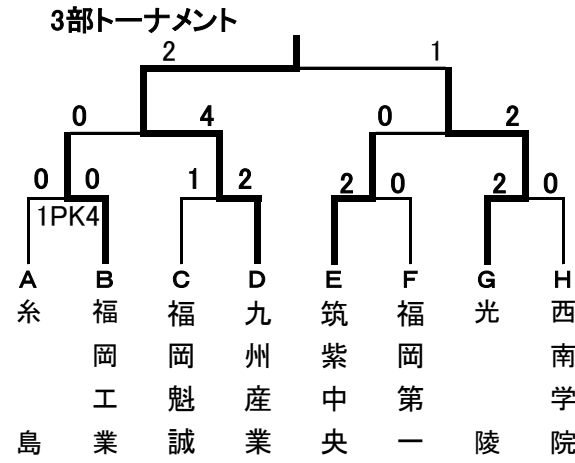 3部トーナメント
2 1
0 4 0 2
0 0 1 2 2 0 2 0
1PK4
A B C D E F G H
糸島
福岡工業
福岡魁誠
九州産業
筑紫中央
福岡第一
光陵
西南学院